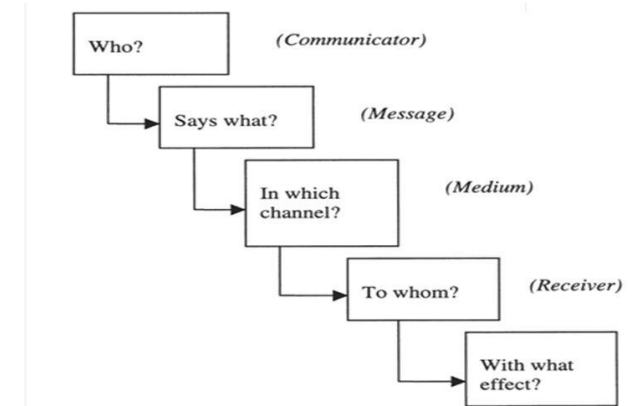 Who?
(Communicator)
Says what?
(Message)
In which
channel?
(Medium)
To whom?
(Receiver)
With what
effect?